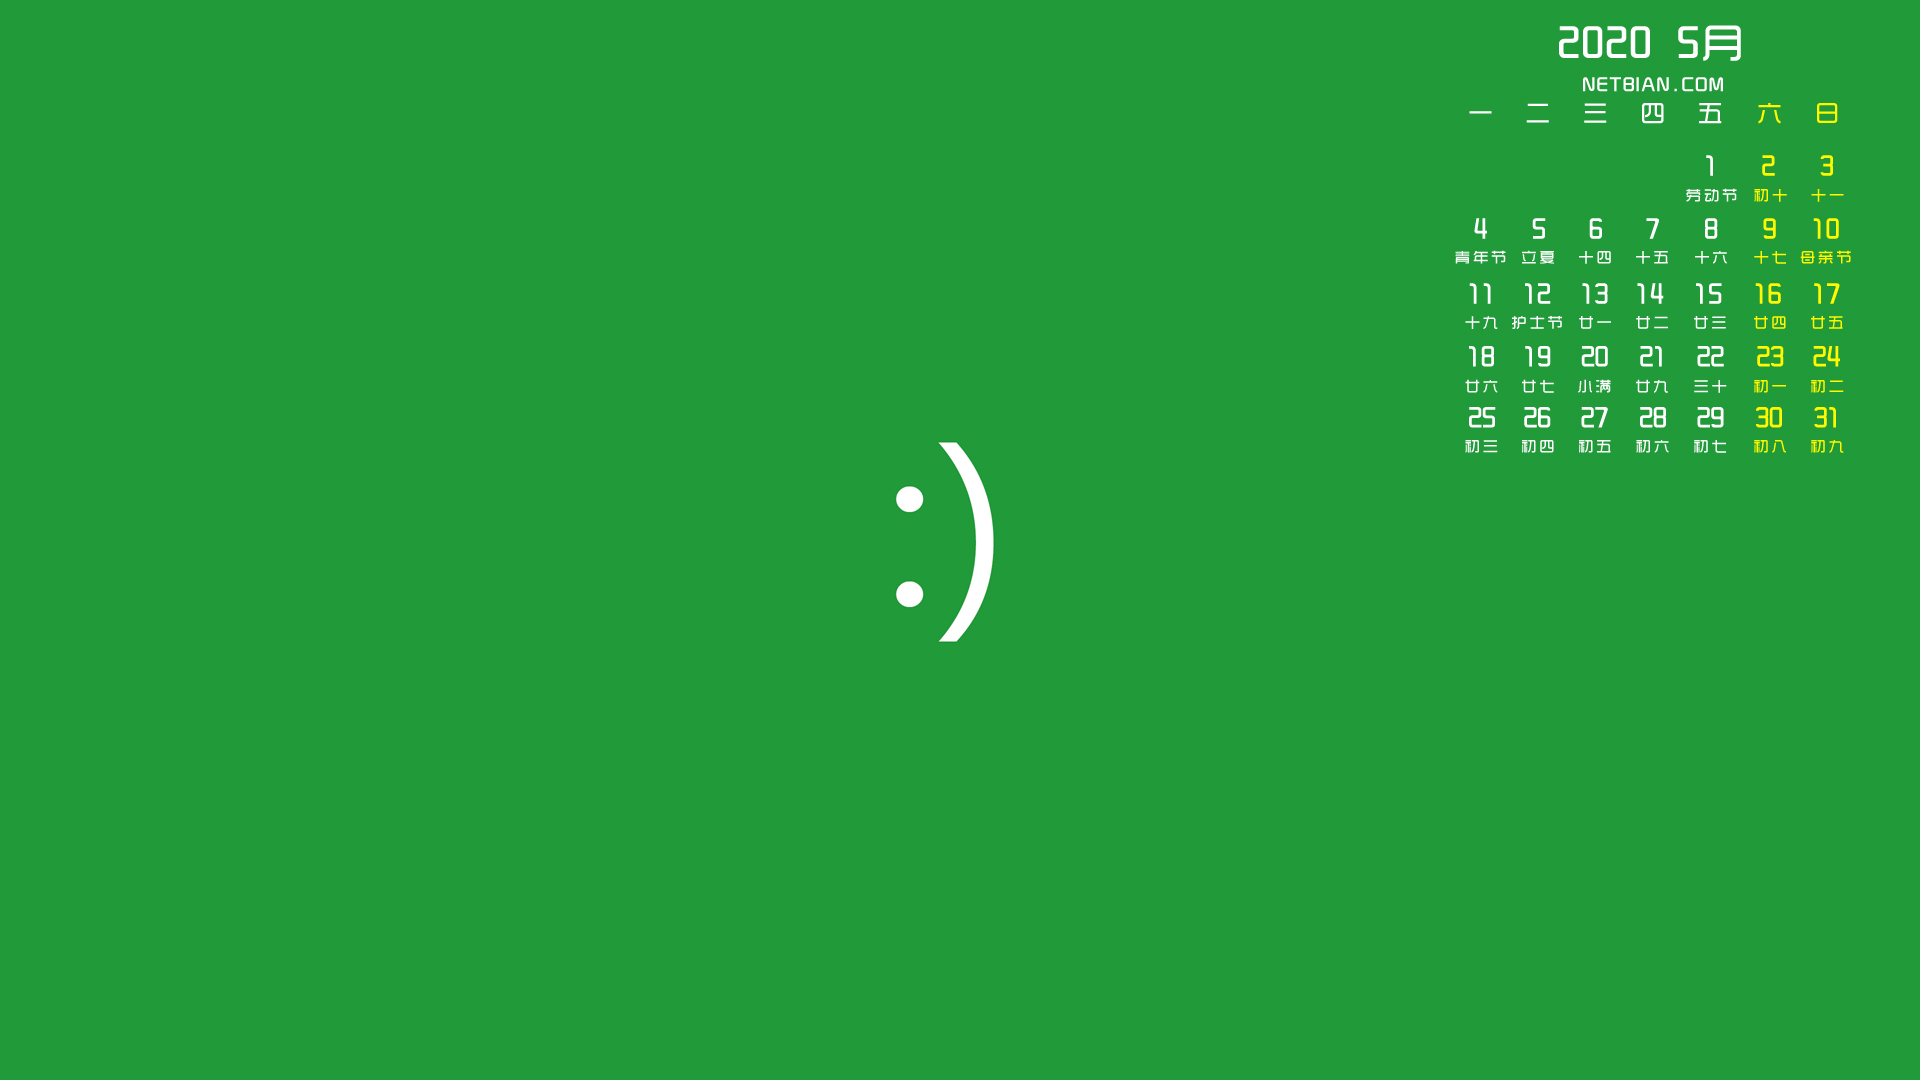 2020 5月
NETBIAN.COM
一 二 三 四 五 六 日
1 2 3
劳动节 初十 十一
4 5 6 7 8 9 10
青年节 立夏 十四 十五 十六 十七 母亲节
11 12 13 14 15 16 17
十九 护士节 廿一 廿二 廿三 廿四 廿五
18 19 20 21 22 23 24
廿六 廿七 小满 廿九 三十 初一 初二
25 26 27 28 29 30 31
初三 初四 初五 初六 初七 初八 初九
:)